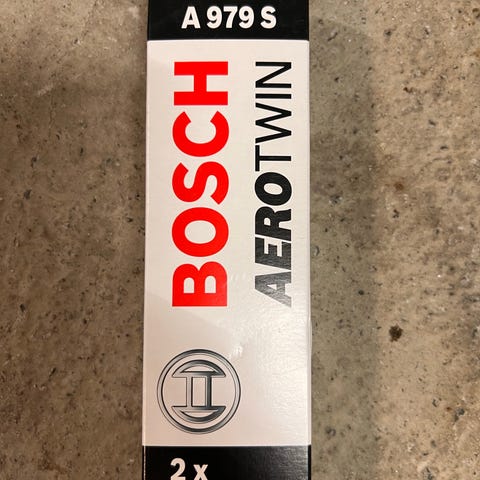 A 979 S
BOSCH
AEROTWIN
2 x